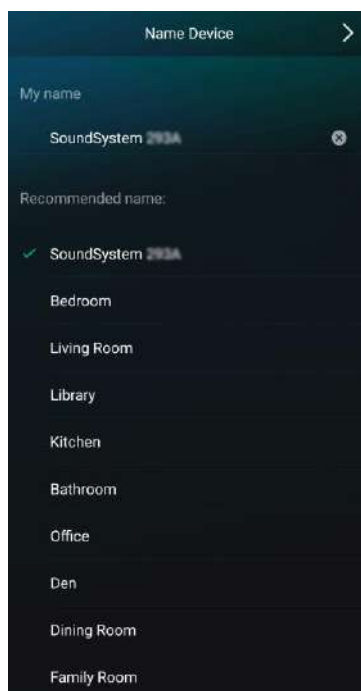 Name Device
My name
SoundSystem
Recommended name:
SoundSystem
Bedroom
Living Room
Library
Kitchen
Bathroom
Office
Den
Dining Room
Family Room